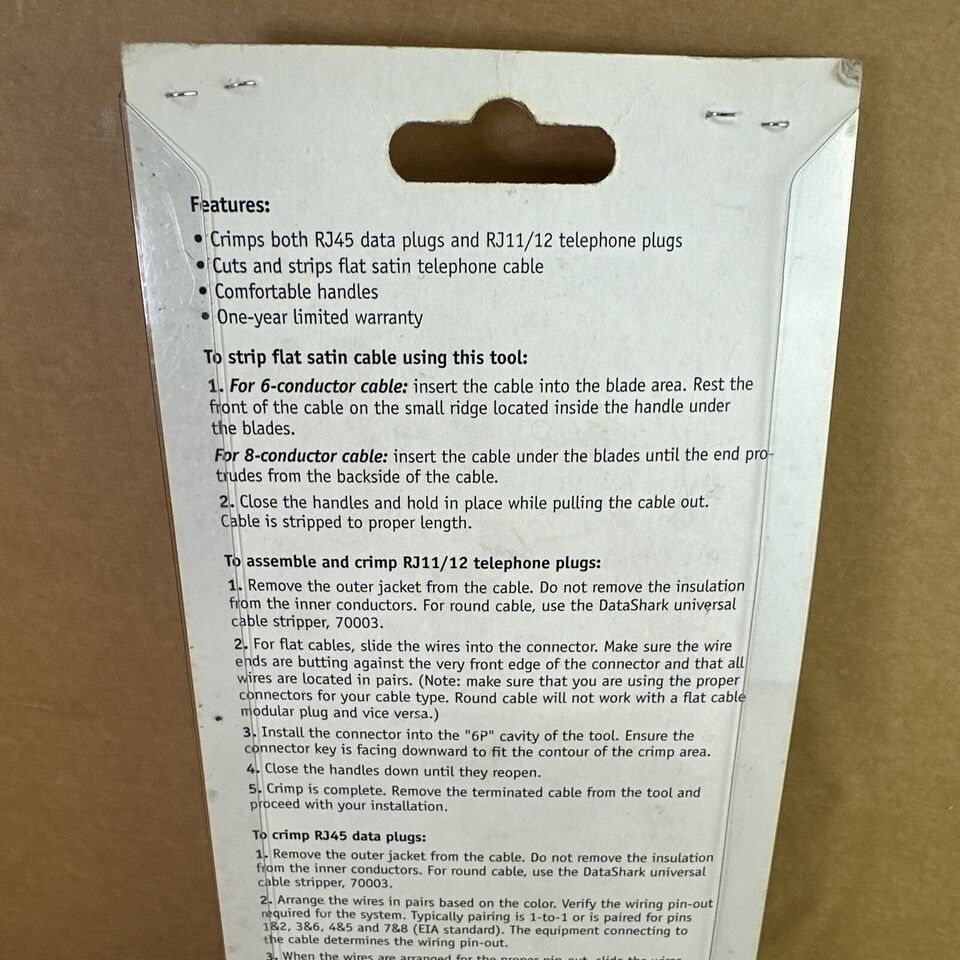 Features:
• Crimps both RJ45 data plugs and RJ11/12 telephone plugs
• Cuts and strips flat satin telephone cable
• Comfortable handles
• One-year limited warranty
To strip flat satin cable using this tool:
1. For 6-conductor cable: insert the cable into the blade area. Rest the
front of the cable on the small ridge located inside the handle under
the blades.
For 8-conductor cable: insert the cable under the blades until the end pro-
trudes from the backside of the cable.
2. Close the handles and hold in place while pulling the cable out.
Cable is stripped to proper length.
To assemble and crimp RJ11/12 telephone plugs:
1. Remove the outer jacket from the cable. Do not remove the insulation
from the inner conductors. For round cable, use the DataShark universal
cable stripper, 70003.
2. For flat cables, slide the wires into the connector. Make sure the wire
ends are butting against the very front edge of the connector and that all
wires are located in pairs. (Note: make sure that you are using the proper
connectors for your cable type. Round cable will not work with a flat cable
modular plug and vice versa.)
3. Install the connector into the "6P" cavity of the tool. Ensure the
connector key is facing downward to fit the contour of the crimp area.
4. Close the handles down until they reopen.
5. Crimp is complete. Remove the terminated cable from the tool and
proceed with your installation.
To crimp RJ45 data plugs:
1. Remove the outer jacket from the cable. Do not remove the insulation
from the inner conductors. For round cable, use the DataShark universal
cable stripper, 70003.
2. Arrange the wires in pairs based on the color. Verify the wiring pin-out
required for the system. Typically pairing is 1-to-1 or is paired for pins
1&2, 3&6, 4&5 and 7&8 (EIA standard). The equipment connecting to
the cable determines the wiring pin-out.
3. When the wires are arranged for the proper pin-out, slide the wires